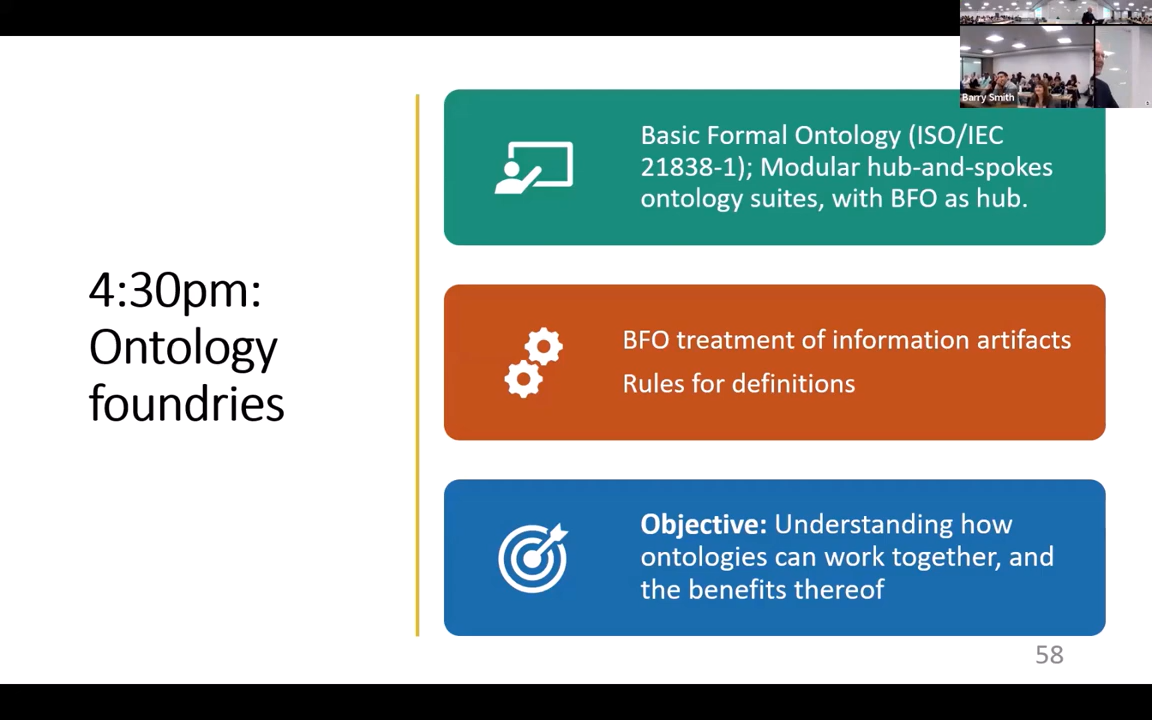 Barry Smith
4:30pm:
Ontology
foundries
Basic Formal Ontology (ISO/IEC
21838-1); Modular hub-and-spokes
ontology suites, with BFO as hub.
BFO treatment of information artifacts
Rules for definitions
Objective: Understanding how
ontologies can work together, and
the benefits thereof
58